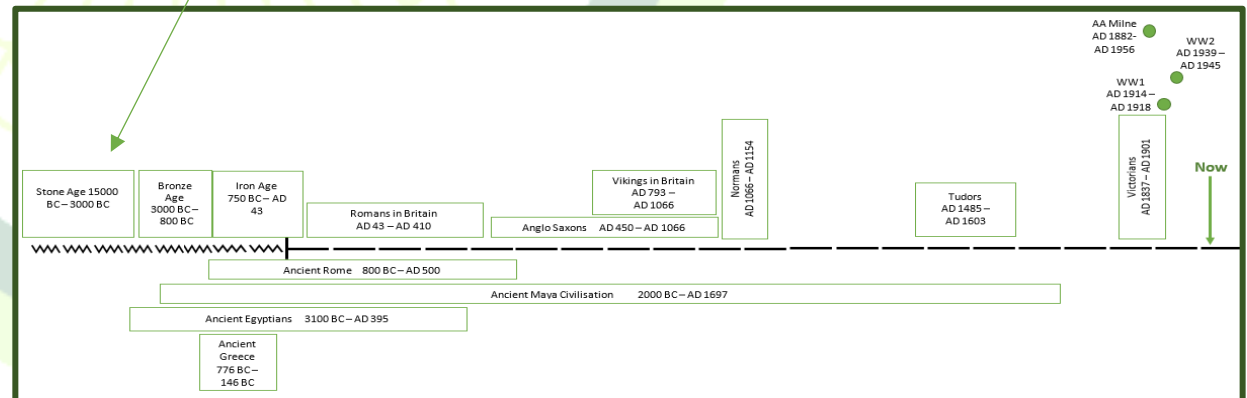 AA Milne
AD 1882-
AD 1956
WW2
AD 1939 –
AD 1945
WW1
AD 1914 –
AD 1918
Stone Age 15000
BC – 3000 BC
Bronze
Age
3000 BC –
800 BC
Iron Age
750 BC – AD
43
Romans in Britain
AD 43 – AD 410
Vikings in Britain
AD 793 –
AD 1066
Anglo Saxons AD 450 – AD 1066
Normans
AD 1066 – AD 1154
Tudors
AD 1485 –
AD 1603
Victorians
AD 1837 – AD 1901
Now
Ancient Rome 800 BC – AD 500
Ancient Maya Civilisation 2000 BC – AD 1697
Ancient Egyptians 3100 BC – AD 395
Ancient
Greece
776 BC –
146 BC